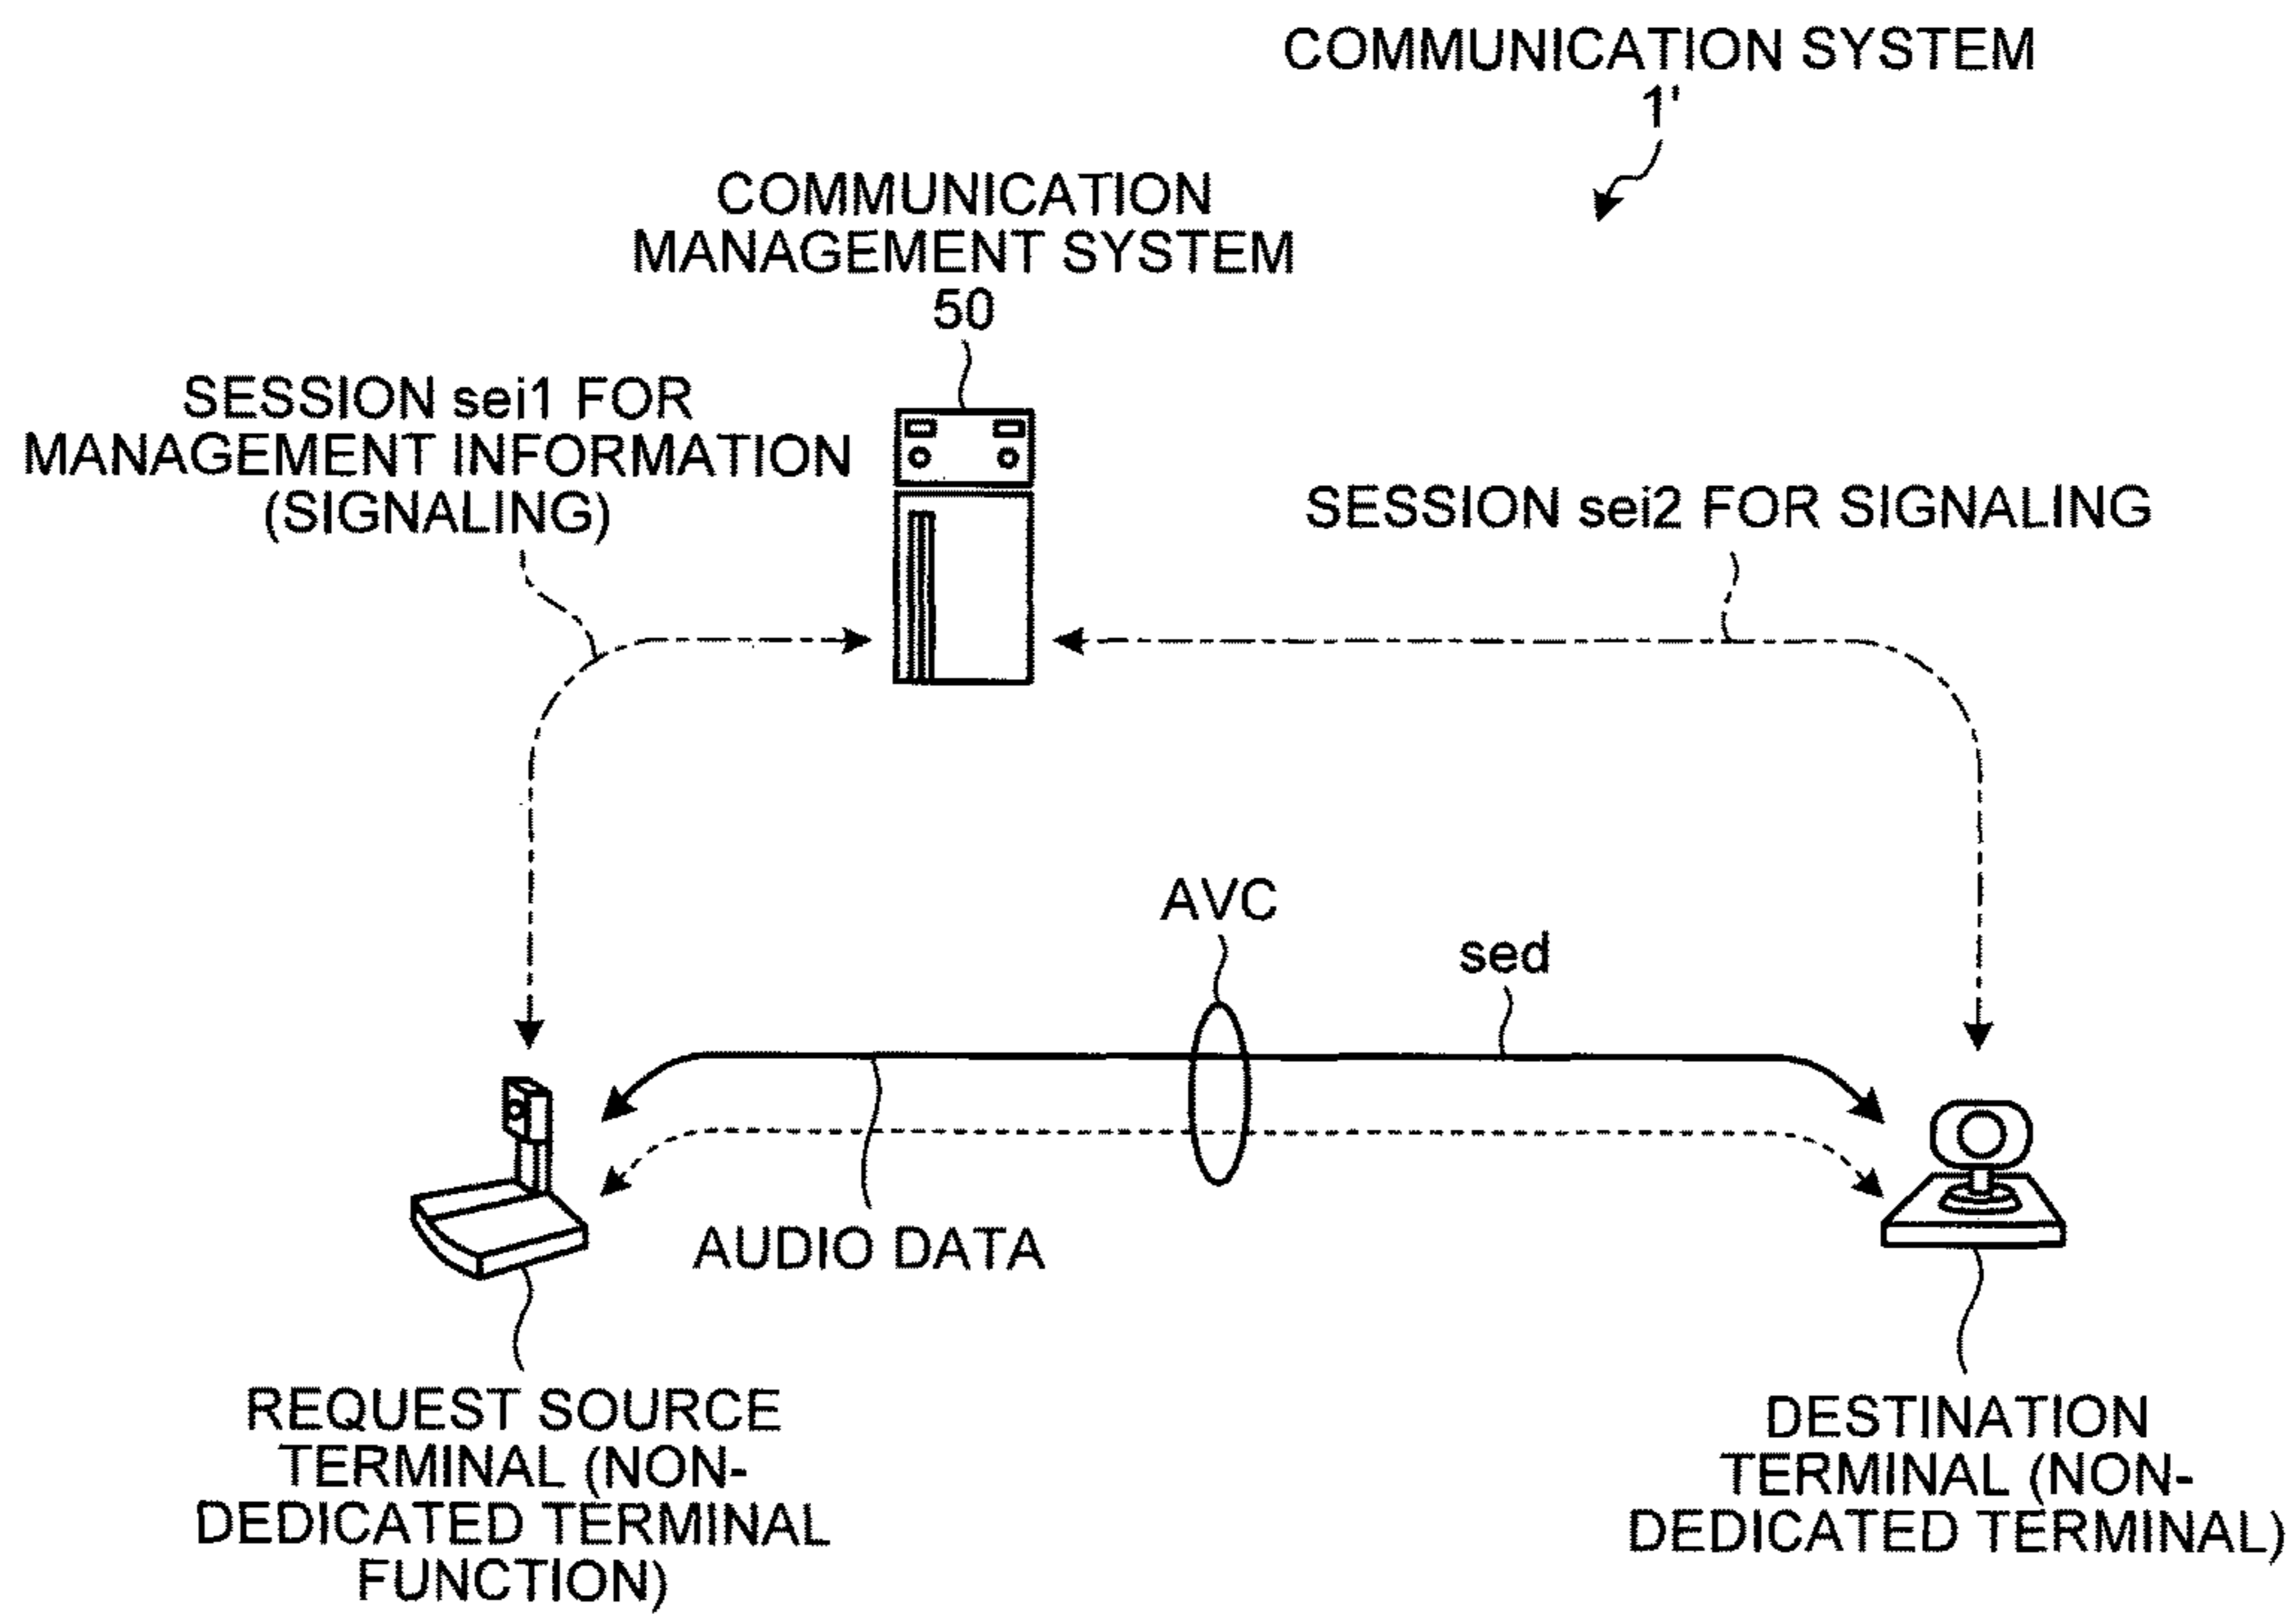 COMMUNICATION SYSTEM
1'
COMMUNICATION
MANAGEMENT SYSTEM
50
SESSION sei1 FOR
MANAGEMENT INFORMATION
(SIGNALING)
SESSION sei2 FOR SIGNALING
AVC
sed
AUDIO DATA
REQUEST SOURCE
TERMINAL (NON-
DEDICATED TERMINAL
FUNCTION)
DESTINATION
TERMINAL (NON-
DEDICATED TERMINAL)